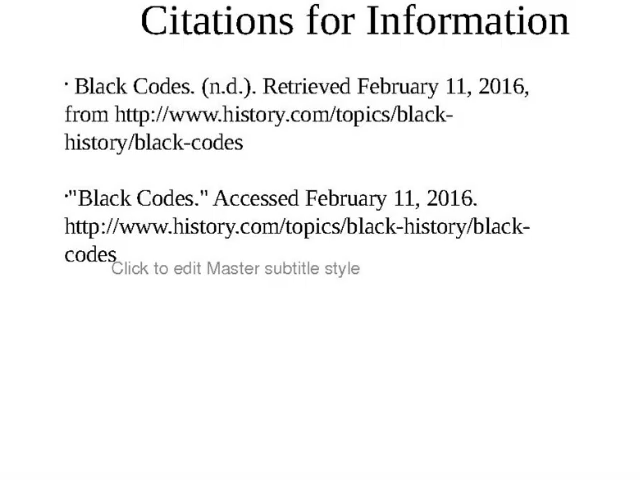 Citations for Information
· Black Codes. (n.d.). Retrieved February 11, 2016,
from http://www.history.com/topics/black-
history/black-codes
·"Black Codes." Accessed February 11, 2016.
http://www.history.com/topics/black-history/black-
codes
Click to edit Master subtitle style